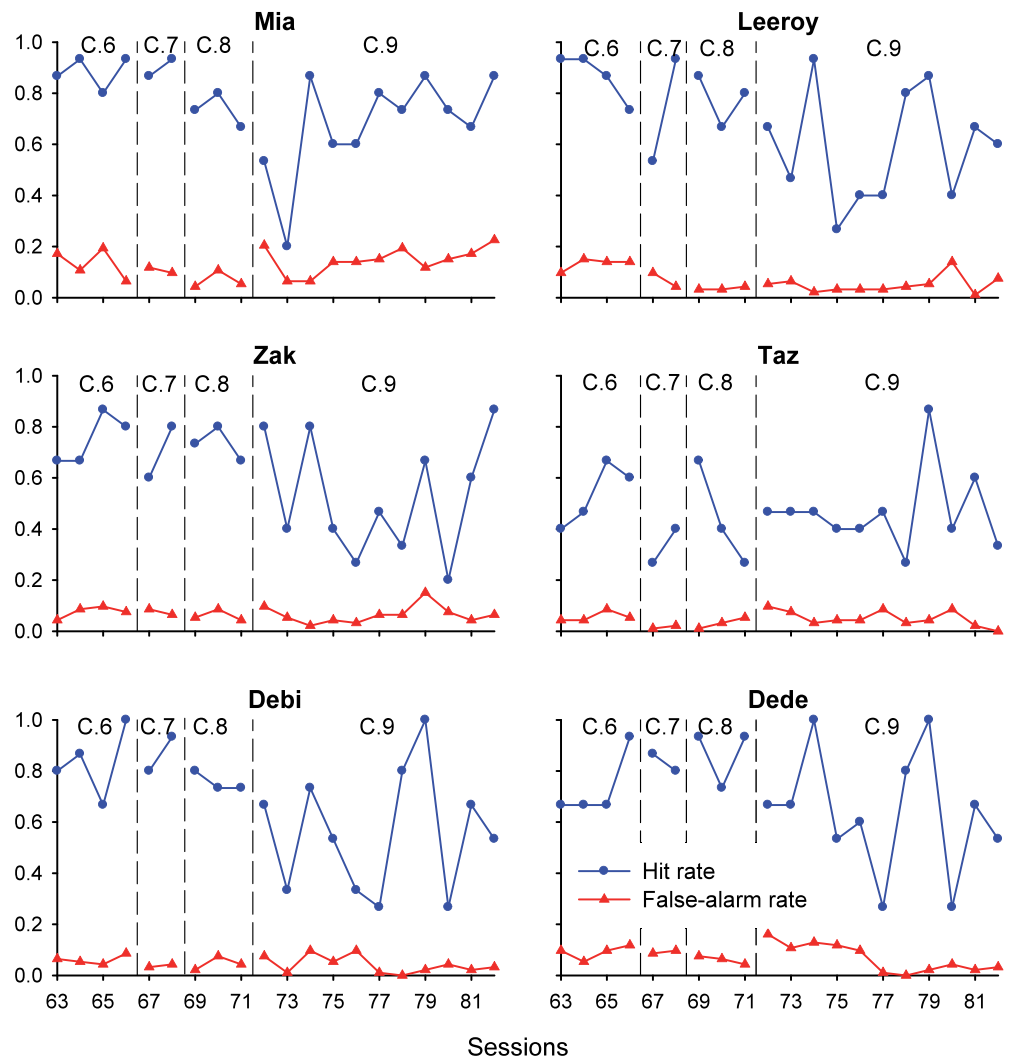 Mia Leeroy
C.6 C.7 C.8 C.9 C.6 C.7 C.8 C.9
1.0
0.8
0.6
0.4
0.2
0.0
Zak Taz
1.0 C.6 C.7 C.8 C.9 C.6 C.7 C.8 C.9
0.8
0.6
0.4
0.2
0.0
Debi Dede
1.0 C.6 C.7 C.8 C.9 C.6 C.7 C.8 C.9
0.8
0.6
0.4 Hit rate
False-alarm rate
0.2
0.0
63 65 67 69 71 73 75 77 79 81 63 65 67 69 71 73 75 77 79 81
Sessions